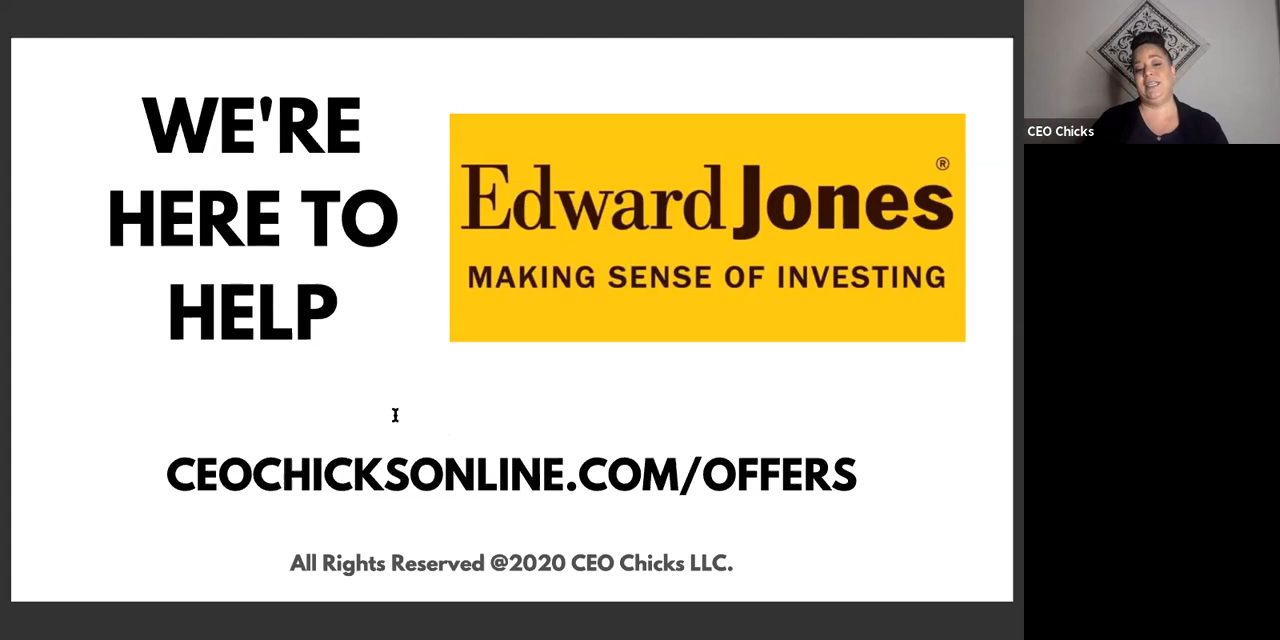 WE'RE
HERE TO
HELP
Edward Jones®
MAKING SENSE OF INVESTING
CEOCHICKSONLINE.COM/OFFERS
All Rights Reserved @2020 CEO Chicks LLC.
CEO Chicks